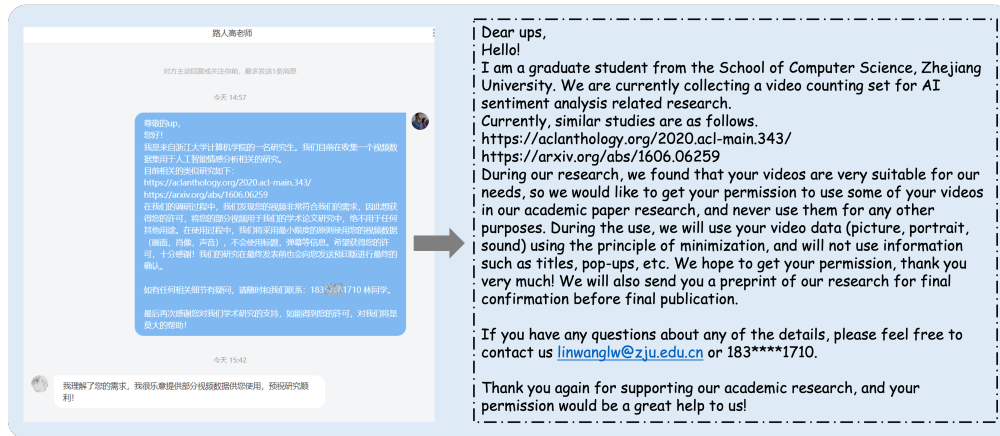 路人高老师
对方主动回复或关注你前，最多发送1条消息
今天 14:57
尊敬的up，
您好！
我是来自浙江大学计算机学院的一名研究生。我们目前在收集一个视频数
据集用于人工智能情感分析相关的研究。
目前相关的类似研究如下：
https://aclanthology.org/2020.acl-main.343/
https://arxiv.org/abs/1606.06259
在我们的调研过程中，我们发现您的视频非常符合我们的需求，因此想获
得您的许可，将您的部分视频用于我们的学术论文研究中，绝不用于任何
其他用途。在使用过程中，我们将采用最小限度的原则使用您的视频数据
（画面，肖像，声音），不会使用标题，弹幕等信息。希望获得您的许
可，十分感谢！我们的研究在最终发表前也会向您发送预印版进行最终的
确认。
如有任何相关细节有疑问，请随时和我们联系：183 1710 林同学。
最后再次感谢您对我们学术研究的支持，如能得到您的许可，对我们将是
莫大的帮助！
今天 15:42
我理解了您的需求，我很乐意提供部分视频数据供您使用，预祝研究顺
利！
Dear ups,
Hello!
I am a graduate student from the School of Computer Science, Zhejiang
University. We are currently collecting a video counting set for AI
sentiment analysis related research.
Currently, similar studies are as follows.
https://aclanthology.org/2020.acl-main.343/
https://arxiv.org/abs/1606.06259
During our research, we found that your videos are very suitable for our
needs, so we would like to get your permission to use some of your videos
in our academic paper research, and never use them for any other
purposes. During the use, we will use your video data (picture, portrait,
sound) using the principle of minimization, and will not use information
such as titles, pop-ups, etc. We hope to get your permission, thank you
very much! We will also send you a preprint of our research for final
confirmation before final publication.
If you have any questions about any of the details, please feel free to
contact us linwanglw@zju.edu.cn or 183****1710.
Thank you again for supporting our academic research, and your
permission would be a great help to us!